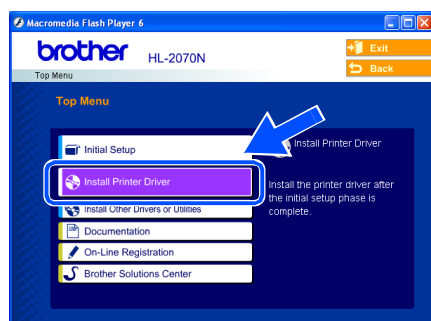 Macromedia Flash Player 6
brother HL-2070N
Exit
Back
Top Menu
Top Menu
Initial Setup
Install Printer Driver
Install Other Drivers or Utilities
Documentation
On-Line Registration
Brother Solutions Center
Install Printer Driver
Install the printer driver after
the initial setup phase is
complete.